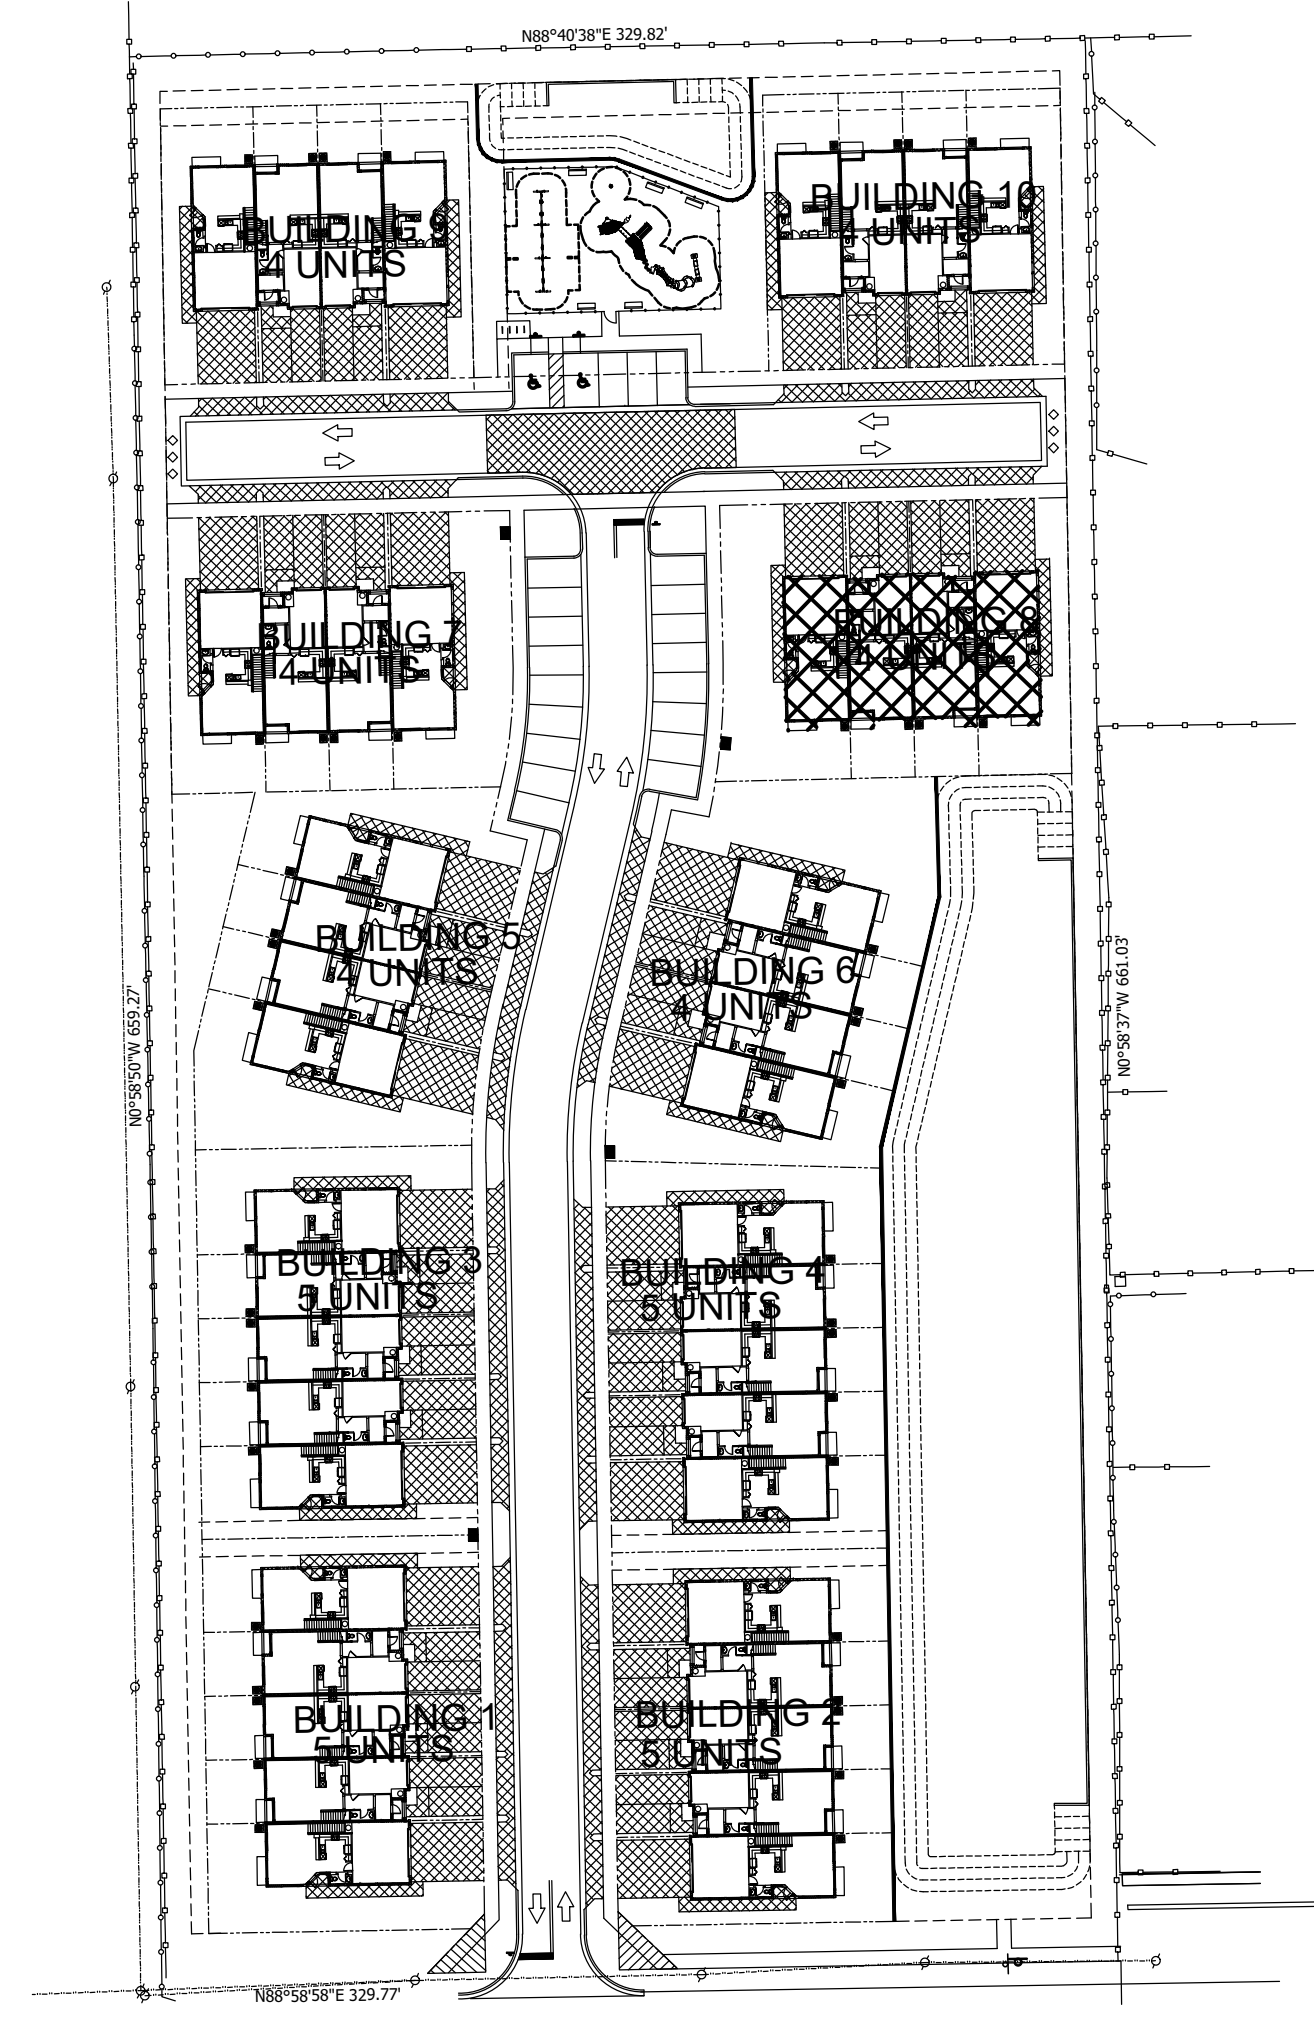 N88°40'38"E 329.82'
BUILDING 9
4 UNITS
BUILDING 10
4 UNITS
BUILDING 7
4 UNITS
BUILDING 8
4 UNITS
BUILDING 5
4 UNITS
BUILDING 6
4 UNITS
N0°58'50"W 659.27'
N0°58'37"W 661.03'
BUILDING 3
5 UNITS
BUILDING 4
5 UNITS
BUILDING 1
5 UNITS
BUILDING 2
5 UNITS
N88°58'58"E 329.77'